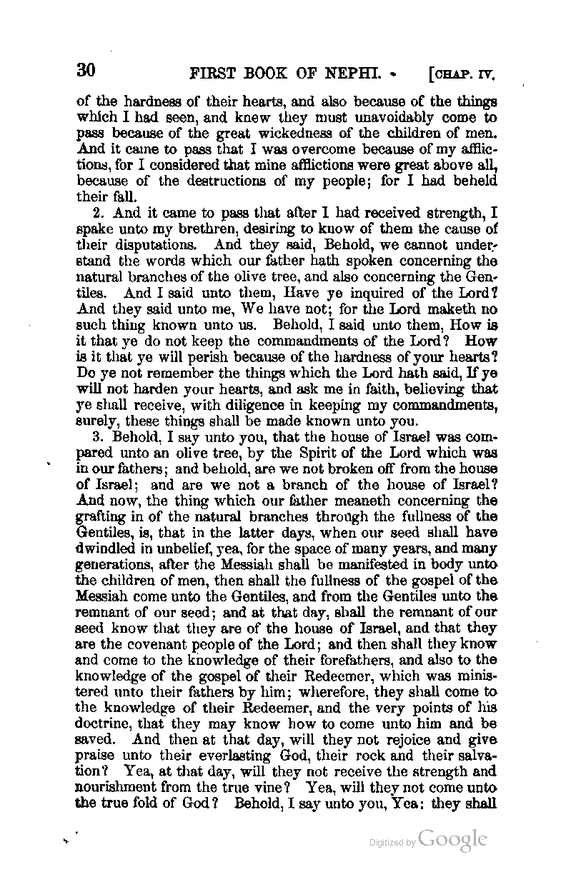 30 FIRST BOOK OF NEPHI. [CHAP. IV.
of the hardness of their hearts, and also because of the things
which I had seen, and knew they must unavoidably come to
pass because of the great wickedness of the children of men.
And it came to pass that I was overcome because of my afflic-
tions, for I considered that mine afflictions were great above all,
because of the destructions of my people; for I had beheld
their fall.
2. And it came to pass that after I had received strength, I
spake unto my brethren, desiring to know of them the cause of
their disputations. And they said, Behold, we cannot under-
stand the words which our father hath spoken concerning the
natural branches of the olive tree, and also concerning the Gen-
tiles. And I said unto them, Have ye inquired of the Lord?
And they said unto me, We have not; for the Lord maketh no
such thing known unto us. Behold, I said unto them, How is
it that ye do not keep the commandments of the Lord? How
is it that ye will perish because of the hardness of your hearts?
Do ye not remember the things which the Lord hath said, If ye
will not harden your hearts, and ask me in faith, believing that
ye shall receive, with diligence in keeping my commandments,
surely, these things shall be made known unto you.
3. Behold, I say unto you, that the house of Israel was com-
pared unto an olive tree, by the Spirit of the Lord which was
in our fathers; and behold, are we not broken off from the house
of Israel; and are we not a branch of the house of Israel?
And now, the thing which our father meaneth concerning the
grafting in of the natural branches through the fullness of the
Gentiles, is, that in the latter days, when our seed shall have
dwindled in unbelief, yea, for the space of many years, and many
generations, after the Messiah shall be manifested in body unto
the children of men, then shall the fullness of the gospel of the
Messiah come unto the Gentiles, and from the Gentiles unto the
remnant of our seed; and at that day, shall the remnant of our
seed know that they are of the house of Israel, and that they
are the covenant people of the Lord; and then shall they know
and come to the knowledge of their forefathers, and also to the
knowledge of the gospel of their Redeemer, which was minis-
tered unto their fathers by him; wherefore, they shall come to
the knowledge of their Redeemer, and the very points of his
doctrine, that they may know how to come unto him and be
saved. And then at that day, will they not rejoice and give
praise unto their everlasting God, their rock and their salva-
tion? Yea, at that day, will they not receive the strength and
nourishment from the true vine? Yea, will they not come unto
the true fold of God? Behold, I say unto you, Yea: they shall
Digitized by Google